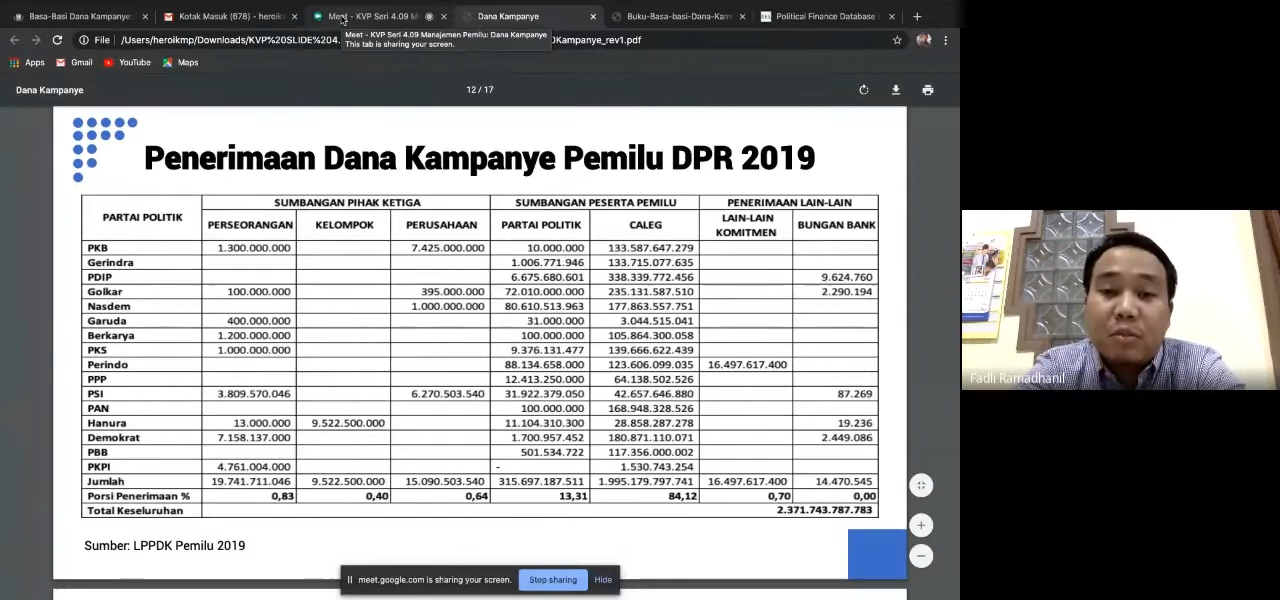 Basa-Basi Dana Kampanye: Kotak Masuk (678) - heroik Meet - KVP Seri 4.09 M Dana Kampanye Buku-Basa-basi-Dana-Kam Political Finance Database
File /Users/heroikmp/Downloads/KVP%20SLIDE%204. Kampanye_rev1.pdf
Meet - KVP Seri 4.09 Manajemen Pemilu: Dana Kampanye
This tab is sharing your screen.
Apps Gmail YouTube Maps
Dana Kampanye 12 / 17
Penerimaan Dana Kampanye Pemilu DPR 2019
PARTAI POLITIK SUMBANGAN PIHAK KETIGA SUMBANGAN PESERTA PEMILU PENERIMAAN LAIN-LAIN
PERSEORANGAN KELOMPOK PERUSAHAAN PARTAI POLITIK CALEG LAIN-LAIN KOMITMEN BUNGAN BANK
PKB 1.300.000.000 7.425.000.000 10.000.000 133.587.647.279
Gerindra 1.006.771.946 133.715.077.635
PDIP 6.675.680.601 338.339.772.456 9.624.760
Golkar 100.000.000 395.000.000 72.010.000.000 235.131.587.510 2.290.194
Nasdem 1.000.000.000 80.610.513.963 177.863.557.751
Garuda 400.000.000 31.000.000 3.044.515.041
Berkarya 1.200.000.000 100.000.000 105.864.300.058
PKS 1.000.000.000 9.376.131.477 139.666.622.439
Perindo 88.134.658.000 123.606.099.035 16.497.617.400
PPP 12.413.250.000 64.138.502.526
PSI 3.809.570.046 6.270.503.540 31.922.379.050 42.657.646.880 87.269
PAN 100.000.000 168.948.328.526
Hanura 13.000.000 9.522.500.000 11.104.310.300 28.858.287.278 19.236
Demokrat 7.158.137.000 1.700.957.452 180.871.110.071 2.449.086
PBB 501.534.722 117.356.000.002
PKPI 4.761.004.000 - 1.530.743.254
Jumlah 19.741.711.046 9.522.500.000 15.090.503.540 315.697.187.511 1.995.179.797.741 16.497.617.400 14.470.545
Porsi Penerimaan % 0,83 0,40 0,64 13,31 84,12 0,70 0,00
Total Keseluruhan 2.371.743.787.783
Sumber: LPPDK Pemilu 2019
meet.google.com is sharing your screen. Stop sharing Hide
Fadli Ramadhanil